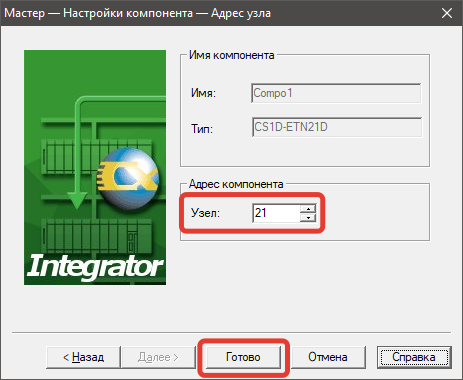 Мастер — Настройки компонента — Адрес узла
Имя компонента
Имя: Compo1
Тип: CS1D-ETN21D
Адрес компонента
Узел: 21
Cx
Integrator
< Назад Далее > Готово Отмена Справка